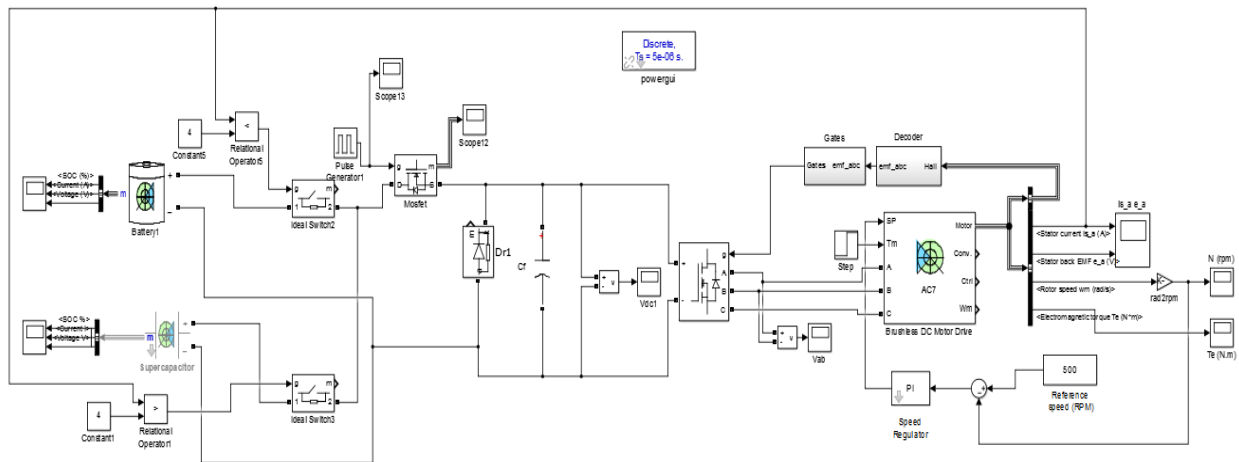 Discrete,
Ts = 5e-06 s.
powergui
Scope13
Scope12
4
Constant5
<
Relational
Operator5
Pulse
Generator1
g
m
D
S
Mosfet
g
m
1
2
Ideal Switch2
<SOC (%)>
<Current (A)>
<Voltage (V)>
m
+
−
Battery1
Gates
Decoder
Gates
emf_abc
emf_abc
Hall
Dr1
Cf
+
+
-
v
Vdc1
g
+
A
B
-
C
Step
SP
Motor
Tm
Conv.
A
Ctrl
B
AC7
C
Wm
Brushless DC Motor Drive
+
-
v
Vab
Is_a e_a
<Stator current is_a (A)>
<Stator back EMF e_a (V)>
<Rotor speed wm (rad/s)>
<Electromagnetic torque Te (N*m)>
K-
rad2rpm
N (rpm)
Te (N.m)
<SOC %>
<Current I>
<Voltage V>
m
+
−
Supercapacitor
g
m
1
2
Ideal Switch3
4
Constant1
>
Relational
Operator1
PI
Speed
Regulator
500
Reference
speed (RPM)